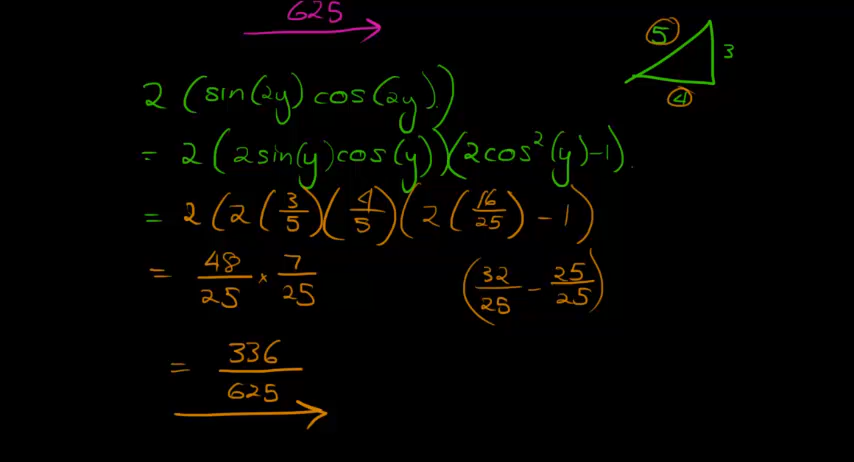 625
5
3
4
2 (sin(2y) cos(2y))
= 2 (2sin(y)cos(y))(2cos²(y)-1).
= 2 (2 (3/5)(4/5)(2 (16/25) - 1)
= 48/25 × 7/25 (32/25 - 25/25)
= 336/625